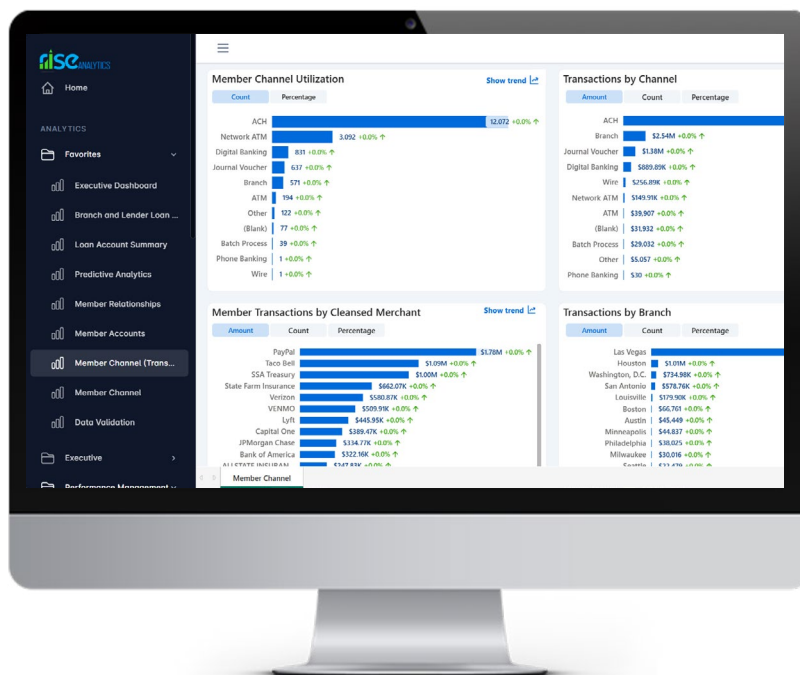 rise ANALYTICS
Home
ANALYTICS
Favorites
Executive Dashboard
Branch and Lender Loan ...
Loan Account Summary
Predictive Analytics
Member Relationships
Member Accounts
Member Channel (Trans...
Member Channel
Data Validation
Executive
Performance Management
Member Channel Utilization
Show trend
Count Percentage
ACH 12,072 +0.0% ↑
Network ATM 3.092 +0.0% ↑
Digital Banking 831 +0.0% ↑
Journal Voucher 637 +0.0% ↑
Branch 571 +0.0% ↑
ATM 194 +0.0% ↑
Other 122 +0.0% ↑
(Blank) 77 +0.0% ↑
Batch Process 39 +0.0% ↑
Phone Banking 1 +0.0% ↑
Wire 1 +0.0% ↑
Transactions by Channel
Amount Count Percentage
ACH
Branch $2.54M +0.0% ↑
Journal Voucher $1.38M +0.0% ↑
Digital Banking $889.89K +0.0% ↑
Wire $256.89K +0.0% ↑
Network ATM $149.91K +0.0% ↑
ATM $39,907 +0.0% ↑
(Blank) $31,932 +0.0% ↑
Batch Process $29,032 +0.0% ↑
Other $5.057 +0.0% ↑
Phone Banking $30 +0.0% ↑
Member Transactions by Cleansed Merchant
Show trend
Amount Count Percentage
PayPal $1.78M +0.0% ↑
Taco Bell $1.09M +0.0% ↑
SSA Treasury $1.00M +0.0% ↑
State Farm Insurance $662.07K +0.0% ↑
Verizon $580.87K +0.0% ↑
VENMO $509.91K +0.0% ↑
Lyft $445.95K +0.0% ↑
Capital One $389.47K +0.0% ↑
JPMorgan Chase $334.77K +0.0% ↑
Bank of America $322.16K +0.0% ↑
ALLSTATE INSURAN... $247.83K +0.0% ↑
Transactions by Branch
Amount Count Percentage
Las Vegas
Houston $1.01M +0.0% ↑
Washington, D.C. $734.98K +0.0% ↑
San Antonio $578.76K +0.0% ↑
Louisville $179.90K +0.0% ↑
Boston $66,761 +0.0% ↑
Austin $45,449 +0.0% ↑
Minneapolis $44,837 +0.0% ↑
Philadelphia $38,025 +0.0% ↑
Milwaukee $30,016 +0.0% ↑
Seattle +0.0% ↑
Member Channel